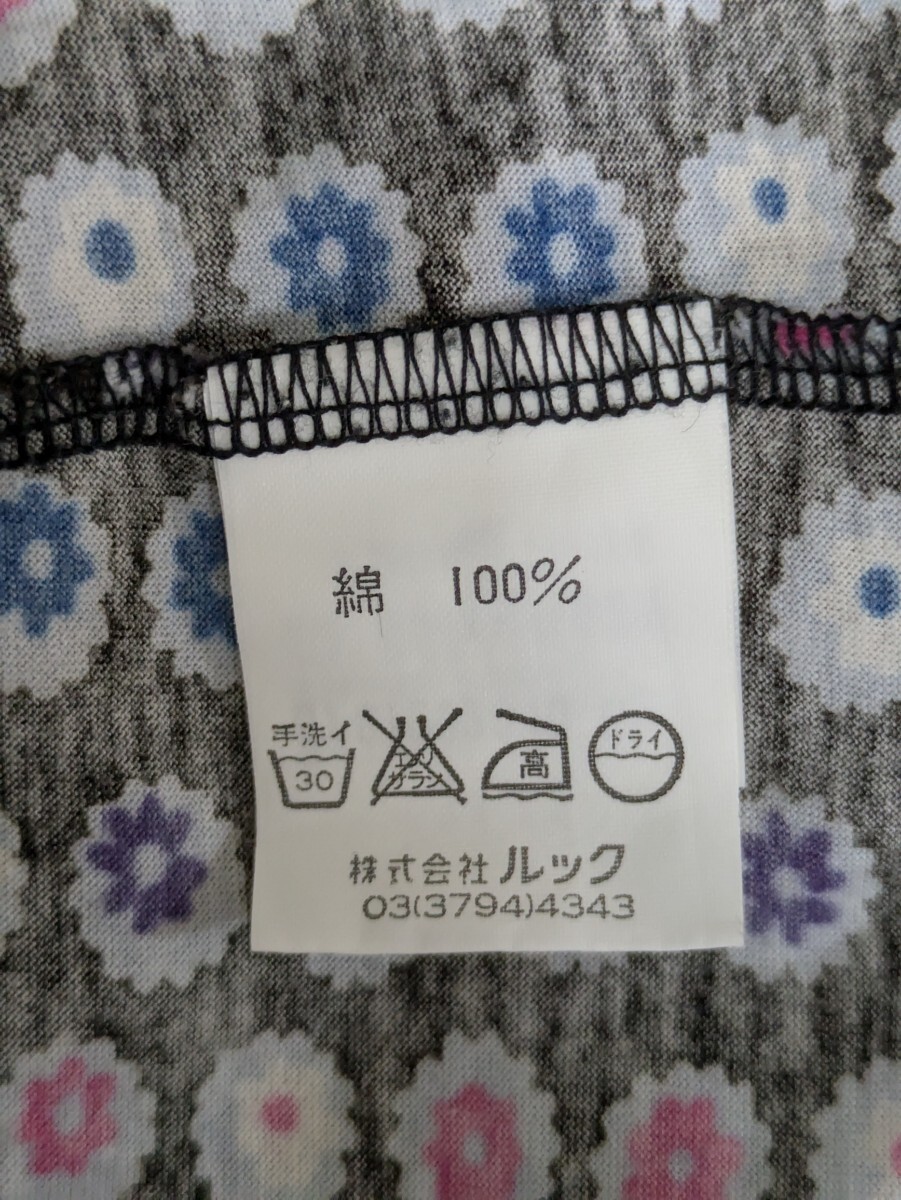 綿 100%
手洗イ
30
エンソ
サラシ
高
ドライ
株式会社 ルック
03(3794)4343